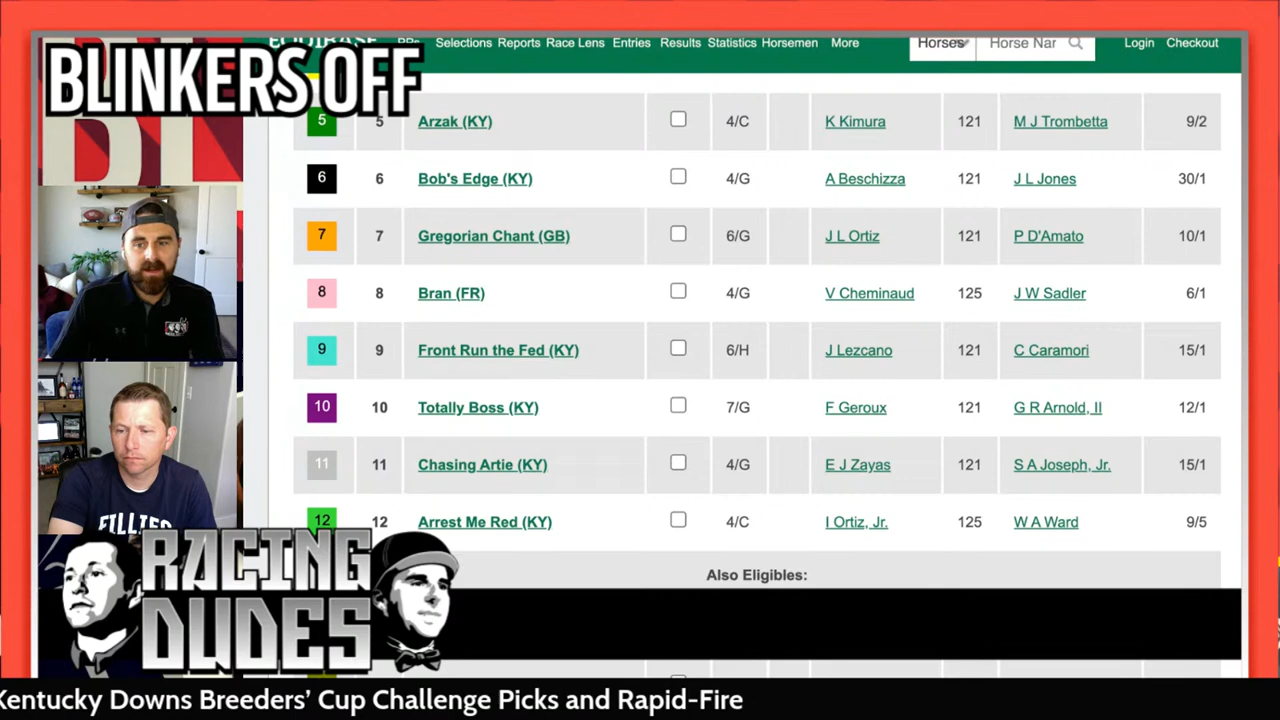 BLINKERS OFF
Selections Reports Race Lens Entries Results Statistics Horsemen More Horses Horse Nar Login Checkout
5 5 Arzak (KY) 4/C K Kimura 121 M J Trombetta 9/2
6 6 Bob's Edge (KY) 4/G A Beschizza 121 J L Jones 30/1
7 7 Gregorian Chant (GB) 6/G J L Ortiz 121 P D'Amato 10/1
8 8 Bran (FR) 4/G V Cheminaud 125 J W Sadler 6/1
9 9 Front Run the Fed (KY) 6/H J Lezcano 121 C Caramori 15/1
10 10 Totally Boss (KY) 7/G F Geroux 121 G R Arnold, II 12/1
11 11 Chasing Artie (KY) 4/G E J Zayas 121 S A Joseph, Jr. 15/1
12 12 Arrest Me Red (KY) 4/C I Ortiz, Jr. 125 W A Ward 9/5
Also Eligibles:
RACING
DUDES
Kentucky Downs Breeders' Cup Challenge Picks and Rapid-Fire